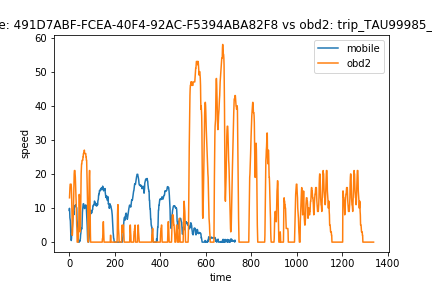 e: 491D7ABF-FCEA-40F4-92AC-F5394ABA82F8 vs obd2: trip_TAU99985_
mobile
obd2
60
50
40
30
20
10
0
speed
0 200 400 600 800 1000 1200 1400
time